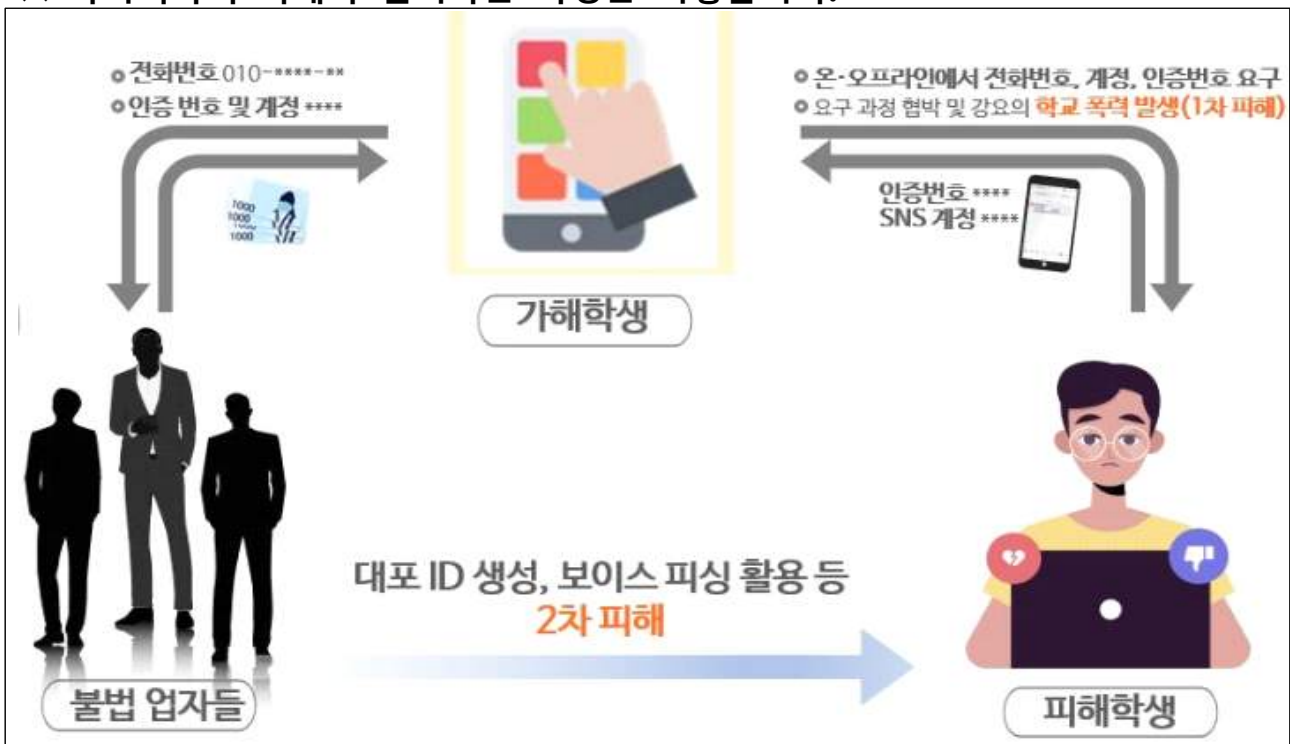 전화번호 010-****-**
인증 번호 및 계정 ****
온·오프라인에서 전화번호, 계정, 인증번호 요구
요구 과정 협박 및 강요의 학교 폭력 발생(1차 피해)
1000
1000
1000
1000
인증번호 ****
SNS 계정 ****
가해학생
대포 ID 생성, 보이스 피싱 활용 등
2차 피해
불법 업자들
피해학생